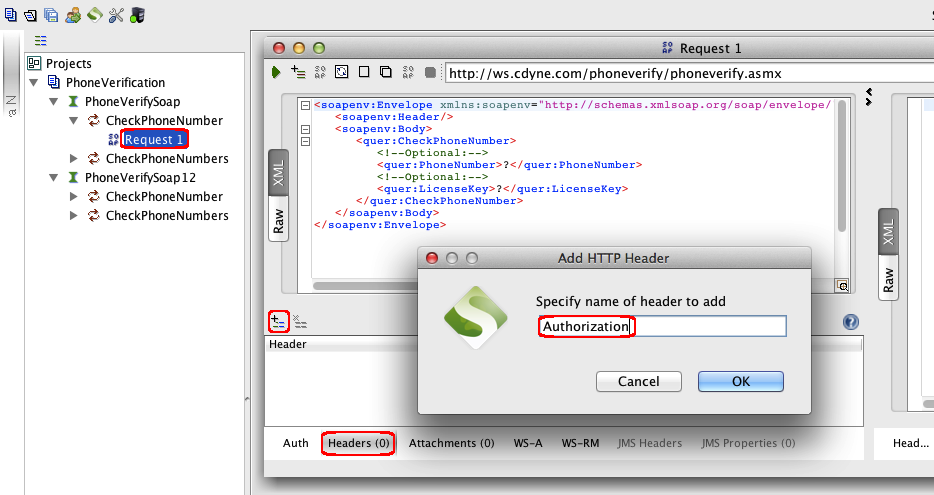 Projects
PhoneVerification
PhoneVerifySoap
CheckPhoneNumber
Request 1
CheckPhoneNumbers
PhoneVerifySoap12
CheckPhoneNumber
CheckPhoneNumbers
Request 1
http://ws.cdyne.com/phoneverify/phoneverify.asmx
XML
Raw
<soapenv:Envelope xmlns:soapenv="http://schemas.xmlsoap.org/soap/envelope/
<soapenv:Header/>
<soapenv:Body>
<quer:CheckPhoneNumber>
<!--Optional:-->
<quer:PhoneNumber>?</quer:PhoneNumber>
<!--Optional:-->
<quer:LicenseKey>?</quer:LicenseKey>
</quer:CheckPhoneNumber>
</soapenv:Body>
</soapenv:Envelope>
XML
Raw
Add HTTP Header
Specify name of header to add
Authorization
Cancel OK
Header
Auth Headers (0) Attachments (0) WS-A WS-RM JMS Headers JMS Properties (0)
Head...